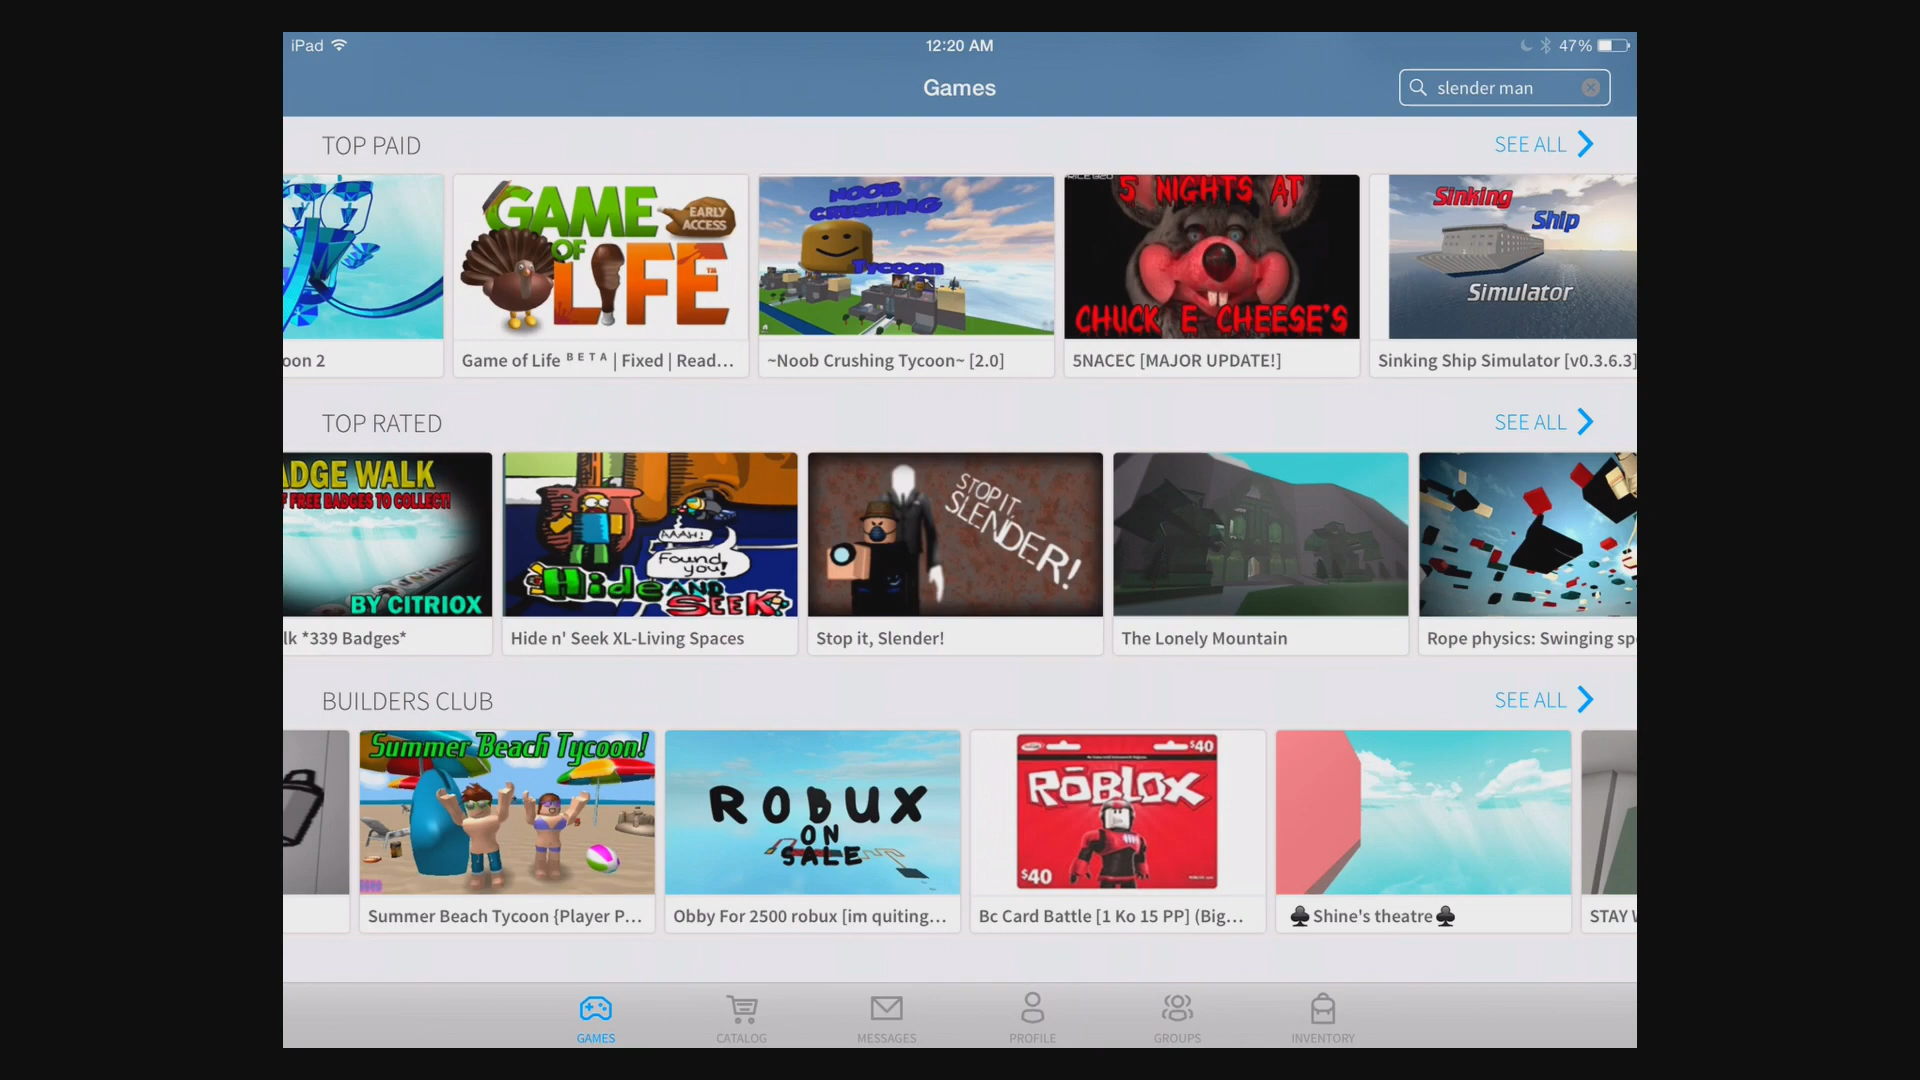 iPad
12:20 AM
47%
Games
slender man
TOP PAID
SEE ALL
GAME
OF
LIFE
EARLY
ACCESS
NOOB
CRUSHING
Tycoon
5 NIGHTS AT
CHUCK E CHEESE'S
Sinking
Ship
Simulator
oon 2
Game of Life ᴮᴱᵀᴬ | Fixed | Read...
~Noob Crushing Tycoon~ [2.0]
5NACEC [MAJOR UPDATE!]
Sinking Ship Simulator [v0.3.6.3]
TOP RATED
SEE ALL
ADGE WALK
F FREE BADGES TO COLLECT!
BY CITRIOX
AAAH!
Found
you!
Hide AND
SEEK
STOP IT,
SLENDER!
lk *339 Badges*
Hide n' Seek XL-Living Spaces
Stop it, Slender!
The Lonely Mountain
Rope physics: Swinging sp
BUILDERS CLUB
SEE ALL
Summer Beach Tycoon!
ROBUX
ON
SALE
$40
ROBLOX
$40
Summer Beach Tycoon {Player P...
Obby For 2500 robux [im quiting...
Bc Card Battle [1 Ko 15 PP] (Big...
♣Shine's theatre♣
STAY
GAMES
CATALOG
MESSAGES
PROFILE
GROUPS
INVENTORY